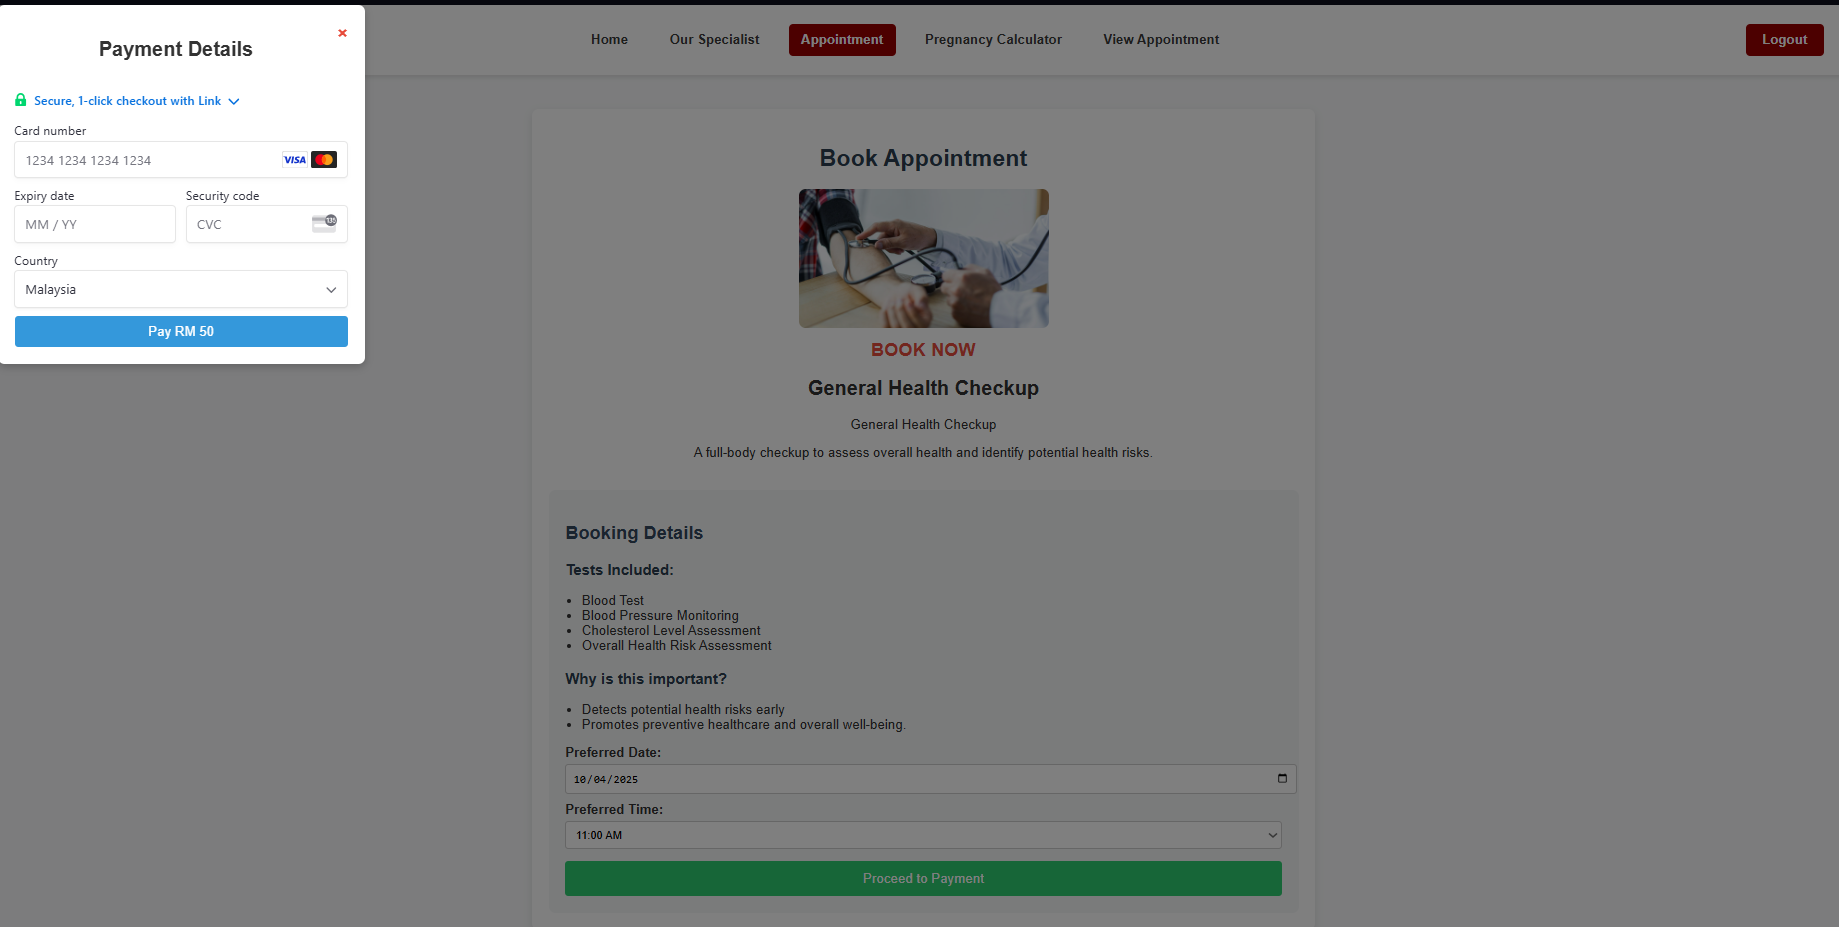 Payment Details
×
Secure, 1-click checkout with Link
Card number
1234 1234 1234 1234
VISA
Expiry date
Security code
MM / YY
CVC
135
Country
Malaysia
Pay RM 50
Home
Our Specialist
Appointment
Pregnancy Calculator
View Appointment
Logout
Book Appointment
BOOK NOW
General Health Checkup
General Health Checkup
A full-body checkup to assess overall health and identify potential health risks.
Booking Details
Tests Included:
• Blood Test
• Blood Pressure Monitoring
• Cholesterol Level Assessment
• Overall Health Risk Assessment
Why is this important?
• Detects potential health risks early
• Promotes preventive healthcare and overall well-being.
Preferred Date:
10/04/2025
Preferred Time:
11:00 AM
Proceed to Payment